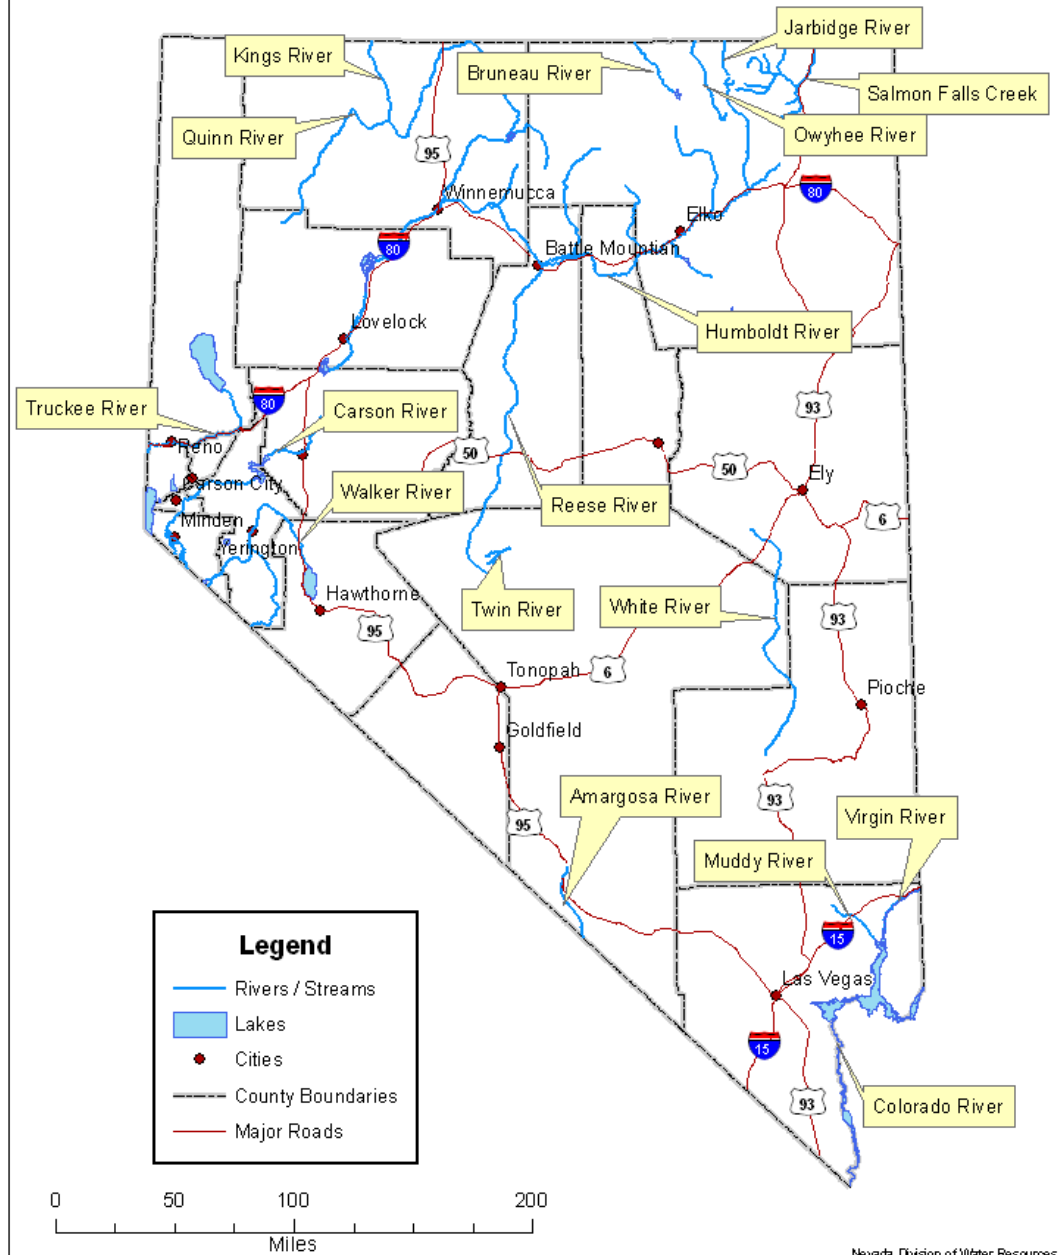 Jarbidge River
Kings River
Bruneau River
Salmon Falls Creek
Quinn River
Owyhee River
95
Winnemucca
80
Elko
80
Battle Mountian
Humboldt River
Lovelock
Truckee River
80
Carson River
93
Reno
50
50
Ely
Carson City
Walker River
Reese River
6
Minden
Yerington
Hawthorne
Twin River
White River
93
95
Tonopah
6
Pioche
Goldfield
Amargosa River
93
Virgin River
95
Muddy River
15
Legend
Las Vegas
Rivers / Streams
Lakes
15
Cities
County Boundaries
93
Colorado River
Major Roads
0 50 100 200
Miles
Nevada Division of Water Resources